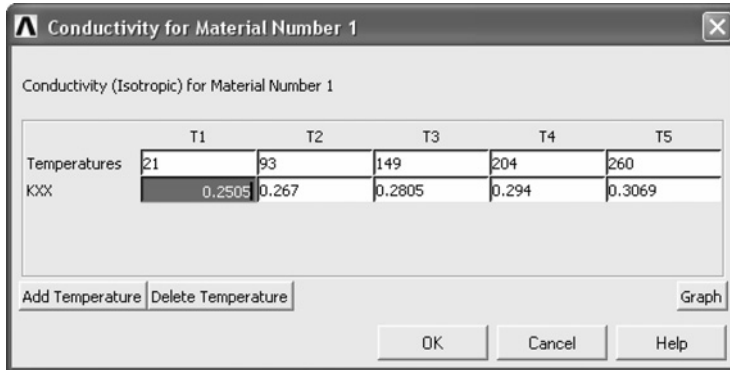 Conductivity for Material Number 1
Conductivity (Isotropic) for Material Number 1
T1 T2 T3 T4 T5
Temperatures 21 93 149 204 260
KXX 0.2505 0.267 0.2805 0.294 0.3069
Add Temperature Delete Temperature Graph
OK Cancel Help